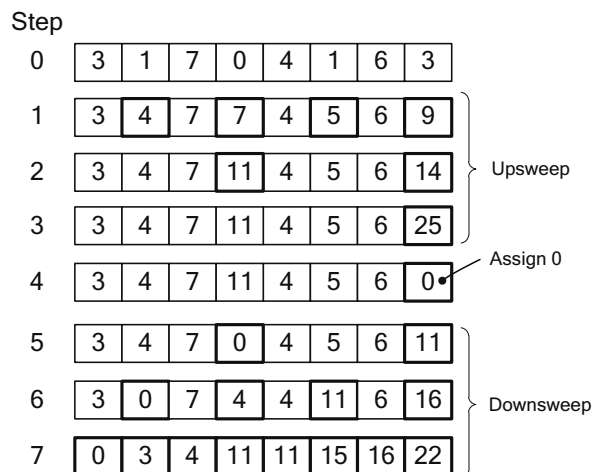 Step
0 3 1 7 0 4 1 6 3
1 3 4 7 7 4 5 6 9
2 3 4 7 11 4 5 6 14
Upsweep
3 3 4 7 11 4 5 6 25
Assign 0
4 3 4 7 11 4 5 6 0
5 3 4 7 0 4 5 6 11
6 3 0 7 4 4 11 6 16
Downsweep
7 0 3 4 11 11 15 16 22